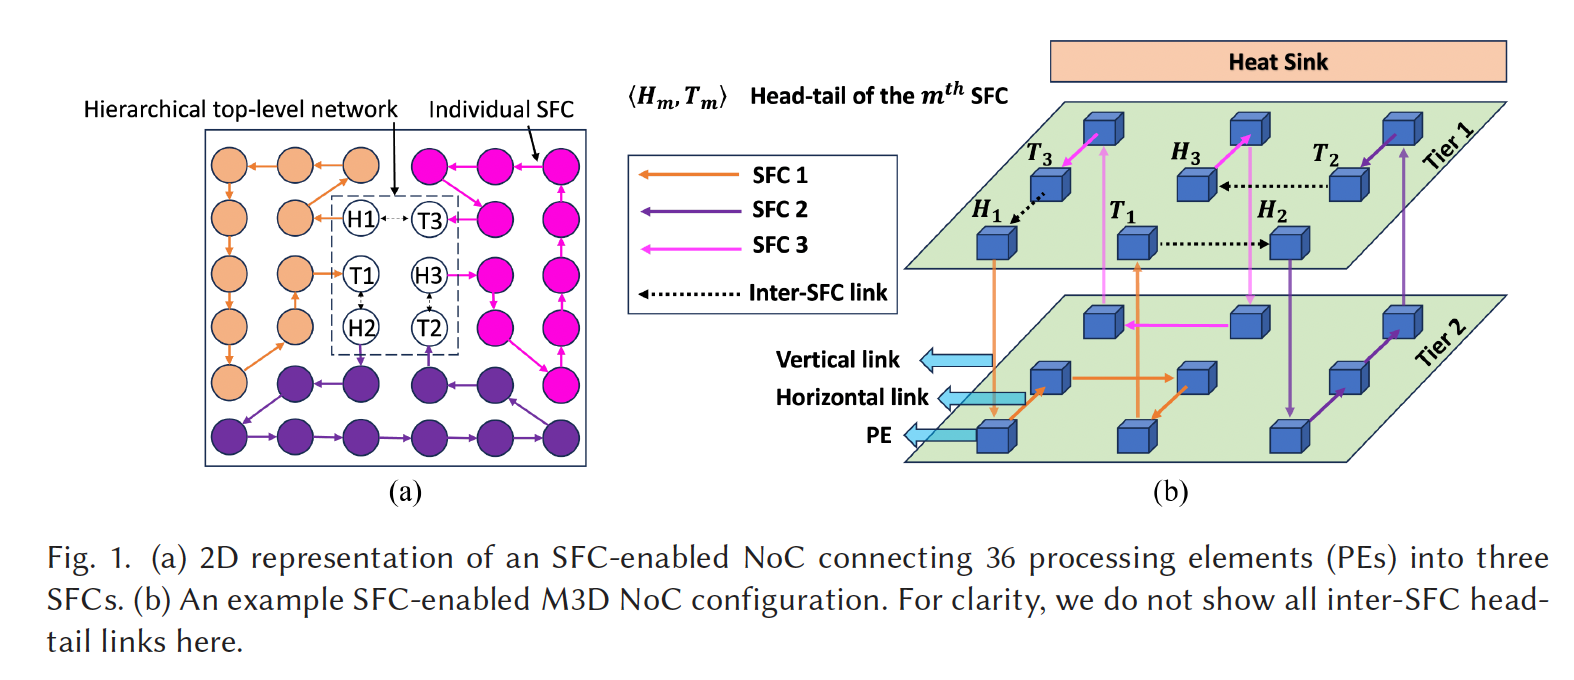 Hierarchical top-level network
Individual SFC
H1
T3
T1
H3
H2
T2
(a)
⟨Hₘ, Tₘ⟩ Head-tail of the mᵗʰ SFC
SFC 1
SFC 2
SFC 3
Inter-SFC link
Heat Sink
Tier 1
T₃
H₃
T₂
H₁
T₁
H₂
Tier 2
Vertical link
Horizontal link
PE
(b)
Fig. 1. (a) 2D representation of an SFC-enabled NoC connecting 36 processing elements (PEs) into three
SFCs. (b) An example SFC-enabled M3D NoC configuration. For clarity, we do not show all inter-SFC head-
tail links here.